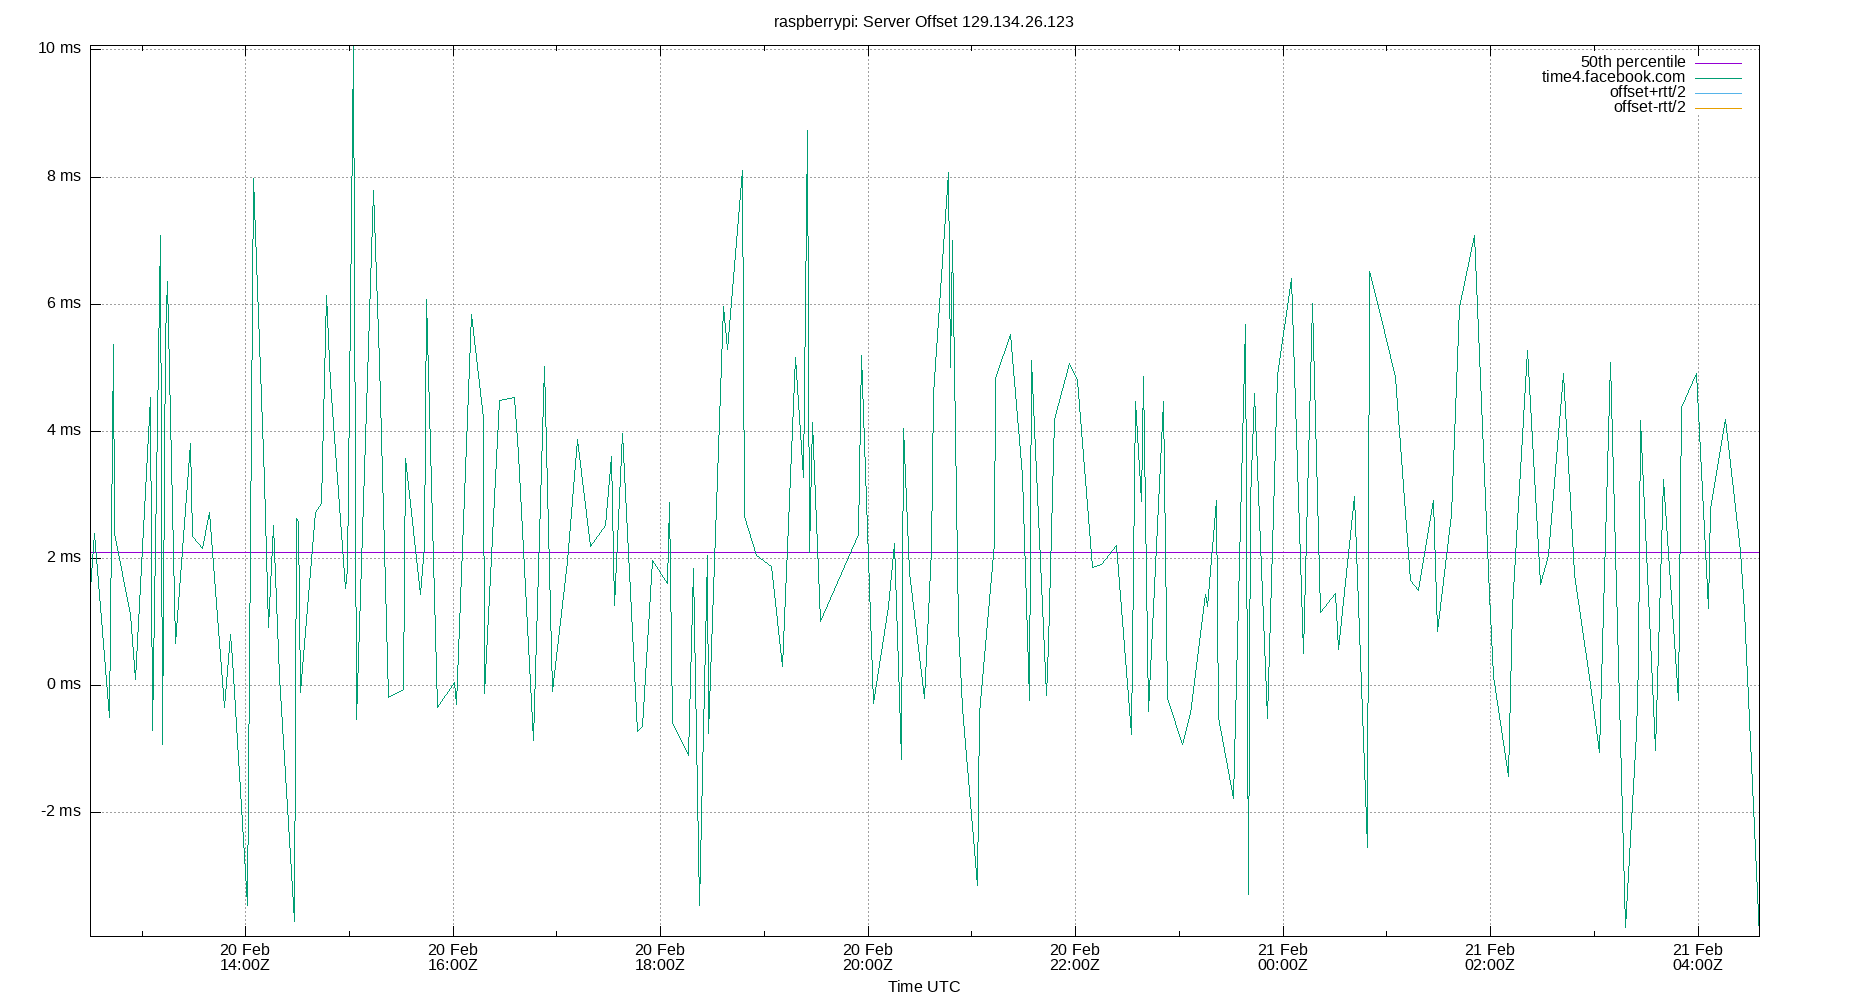 raspberrypi: Server Offset 129.134.26.123
10 ms
8 ms
6 ms
4 ms
2 ms
0 ms
-2 ms
50th percentile
time4.facebook.com
offset+rtt/2
offset-rtt/2
20 Feb 20 Feb 20 Feb 20 Feb 20 Feb 21 Feb 21 Feb 21 Feb
14:00Z 16:00Z 18:00Z 20:00Z 22:00Z 00:00Z 02:00Z 04:00Z
Time UTC